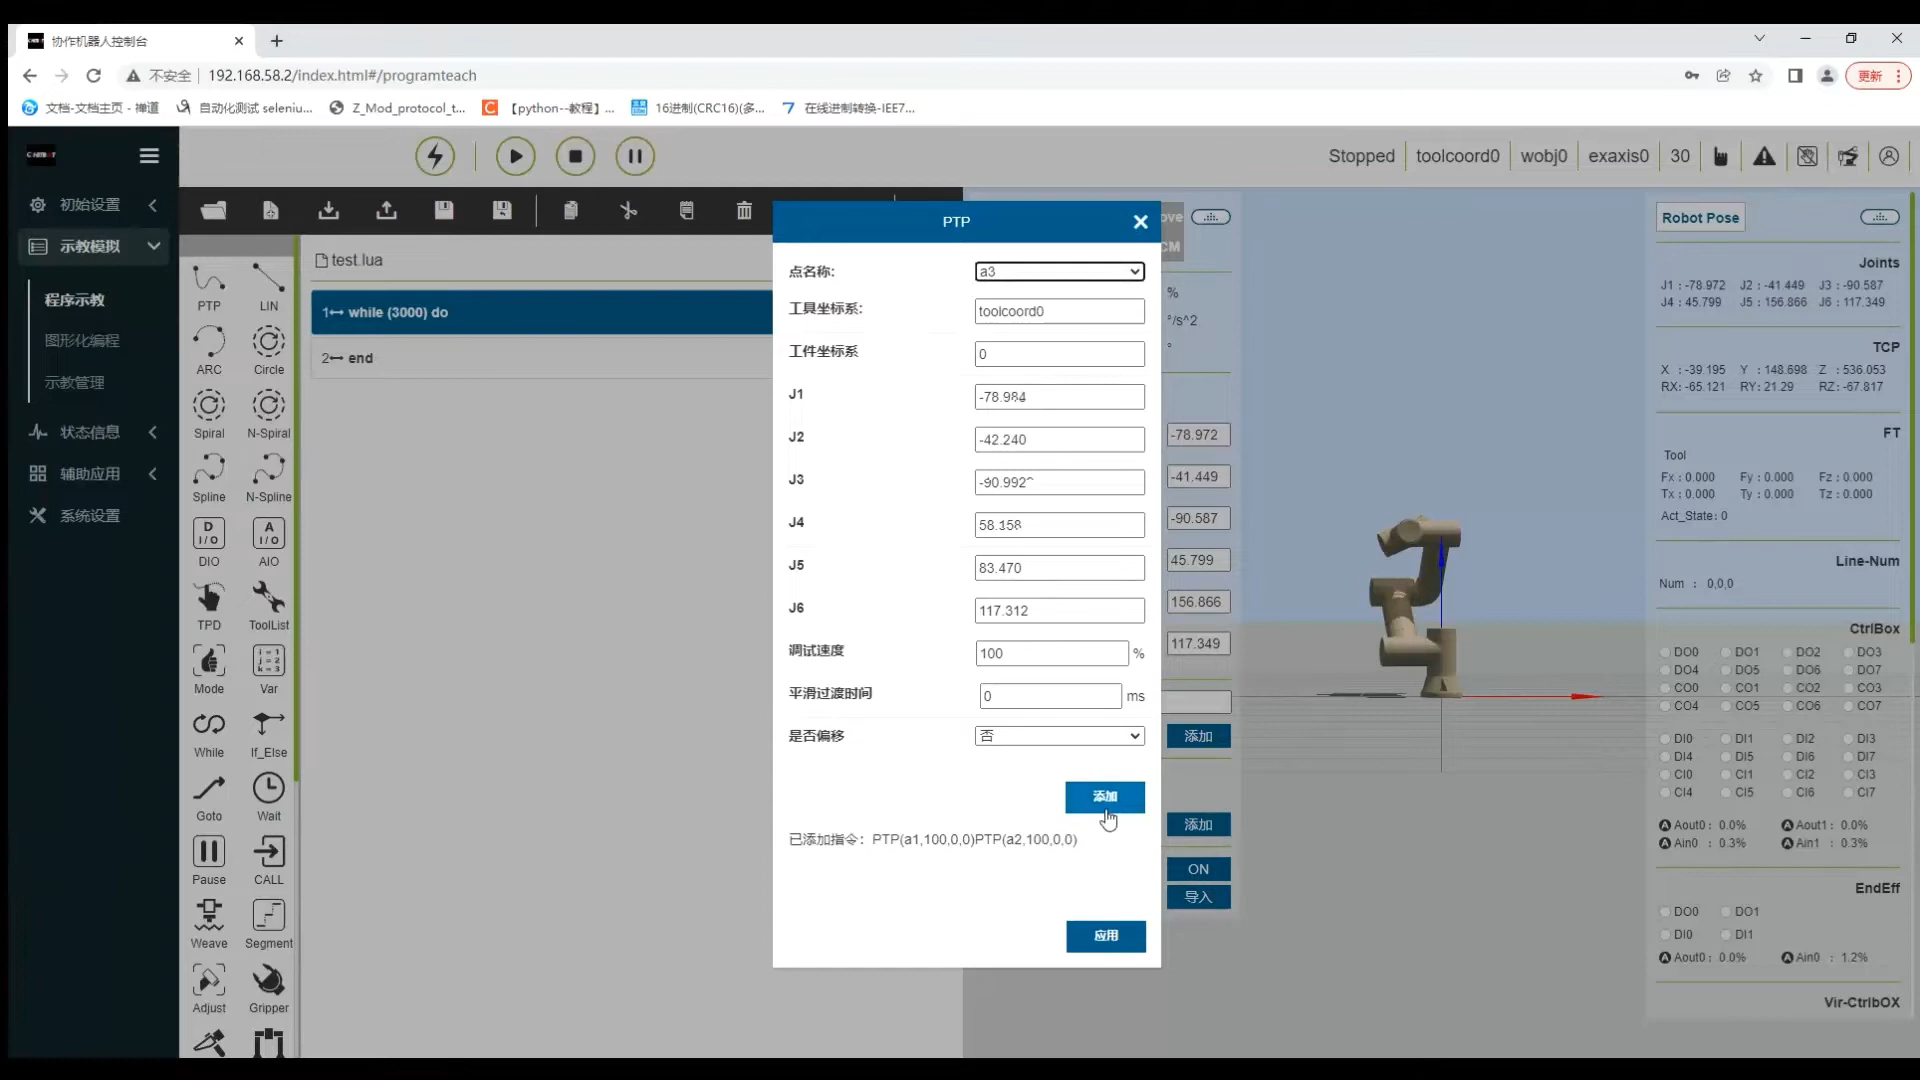 协作机器人控制台
不安全 192.168.58.2/index.html#/programteach
更新
文档-文档主页 - 禅道 自动化测试 seleniu... Z_Mod_protocol_t... 【python--教程】... 16进制(CRC16)(多... 在线进制转换-IEE7...
Stopped toolcoord0 wobj0 exaxis0 30
初始设置
示教模拟
程序示教
图形化编程
示教管理
状态信息
辅助应用
系统设置
PTP LIN
ARC Circle
Spiral N-Spiral
Spline N-Spline
D I/O A I/O
DIO AIO
TPD ToolList
Mode Var
While If_Else
Goto Wait
Pause CALL
Weave Segment
Adjust Gripper
test.lua
1 while (3000) do
2 end
PTP
点名称: a3
工具坐标系: toolcoord0
工件坐标系 0
J1 -78.984
J2 -42.240
J3 -90.992^
J4 58.158
J5 83.470
J6 117.312
调试速度 100 %
平滑过渡时间 0 ms
是否偏移 否
添加
已添加指令: PTP(a1,100,0,0)PTP(a2,100,0,0)
应用
ove
CM
%
°/s^2
°
-78.972
-41.449
-90.587
45.799
156.866
117.349
添加
添加
ON
导入
Robot Pose
Joints
J1 : -78.972 J2 : -41.449 J3 : -90.587
J4 : 45.799 J5 : 156.866 J6 : 117.349
TCP
X : -39.195 Y : 148.698 Z : 536.053
RX: -65.121 RY: 21.29 RZ: -67.817
FT
Tool
Fx : 0.000 Fy : 0.000 Fz : 0.000
Tx : 0.000 Ty : 0.000 Tz : 0.000
Act_State: 0
Line-Num
Num : 0,0,0
CtrlBox
DO0 DO1 DO2 DO3
DO4 DO5 DO6 DO7
CO0 CO1 CO2 CO3
CO4 CO5 CO6 CO7
DI0 DI1 DI2 DI3
DI4 DI5 DI6 DI7
CI0 CI1 CI2 CI3
CI4 CI5 CI6 CI7
Aout0 : 0.0% Aout1 : 0.0%
Ain0 : 0.3% Ain1 : 0.3%
EndEff
DO0 DO1
DI0 DI1
Aout0 : 0.0% Ain0 : 1.2%
Vir-CtrlbOX